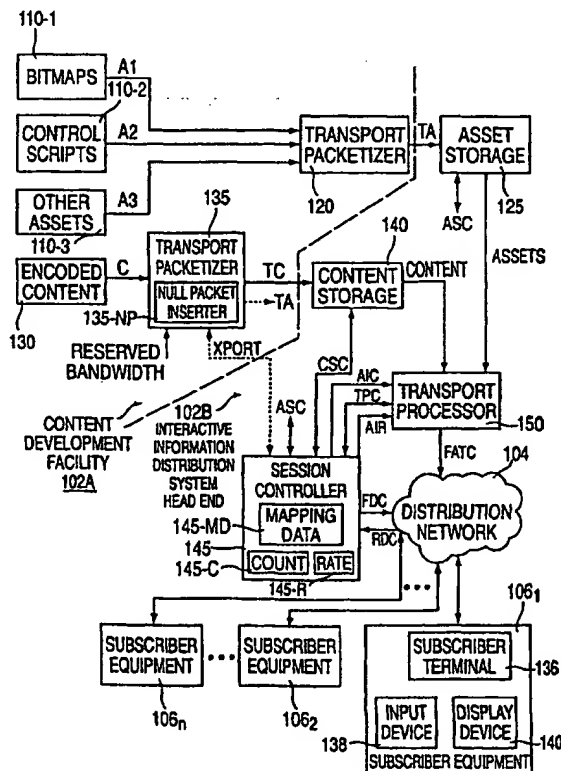 110-1
BITMAPS
A1
110-2
CONTROL
SCRIPTS
A2
TRANSPORT
PACKETIZER
120
TA
ASSET
STORAGE
125
OTHER
ASSETS
A3
110-3
135
ASC
ASSETS
ENCODED
CONTENT
130
C
TRANSPORT
PACKETIZER
NULL PACKET
INSERTER
135-NP
TC
TA
140
CONTENT
STORAGE
CONTENT
RESERVED
BANDWIDTH
XPORT
CSC
AIC
TPC
AIR
TRANSPORT
PROCESSOR
150
ASC
CONTENT
DEVELOPMENT
FACILITY
102A
102B
INTERACTIVE
INFORMATION
DISTRIBUTION
SYSTEM
HEAD END
FATC
104
SESSION
CONTROLLER
MAPPING
DATA
145-MD
145
COUNT
RATE
145-C
145-R
FDC
RDC
DISTRIBUTION
NETWORK
SUBSCRIBER
EQUIPMENT
106n
SUBSCRIBER
EQUIPMENT
1062
1061
SUBSCRIBER
TERMINAL
136
INPUT
DEVICE
138
DISPLAY
DEVICE
140
SUBSCRIBER EQUIPMENT